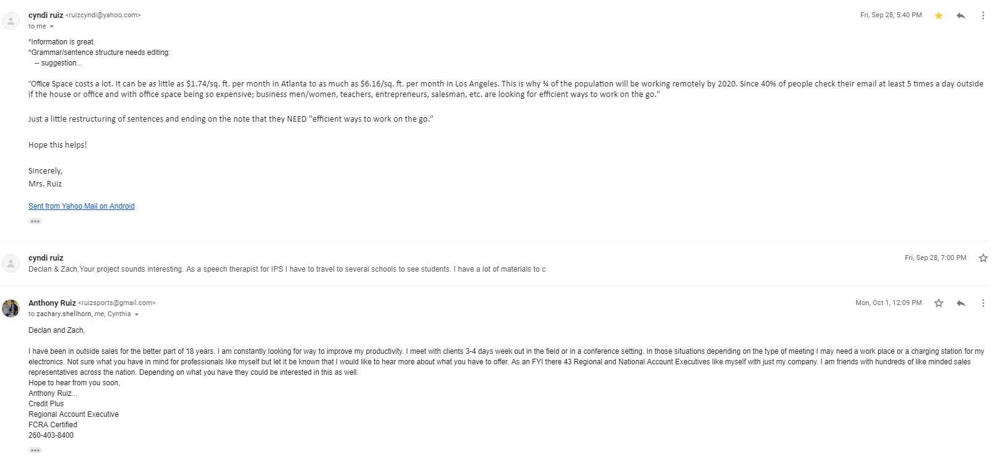 cyndi ruiz <ruizcyndi@yahoo.com>
Fri, Sep 28, 5:40 PM
to me
*Information is great.
*Grammar/sentence structure needs editing:
-- suggestion...
"Office Space costs a lot. It can be as little as $1.74/sq. ft. per month in Atlanta to as much as $6.16/sq. ft. per month in Los Angeles. This is why ¾ of the population will be working remotely by 2020. Since 40% of people check their email at least 5 times a day outside
if the house or office and with office space being so expensive; business men/women, teachers, entrepreneurs, salesman, etc. are looking for efficient ways to work on the go."
Just a little restructuring of sentences and ending on the note that they NEED "efficient ways to work on the go."
Hope this helps!
Sincerely,
Mrs. Ruiz
Sent from Yahoo Mail on Android
cyndi ruiz
Fri, Sep 28, 7:00 PM
Declan & Zach,Your project sounds interesting. As a speech therapist for IPS I have to travel to several schools to see students. I have a lot of materials to c
Anthony Ruiz <ruizsports@gmail.com>
Mon, Oct 1, 12:09 PM
to zachary.shellhorn, me, Cynthia
Declan and Zach,
I have been in outside sales for the better part of 18 years. I am constantly looking for way to improve my productivity. I meet with clients 3-4 days week out in the field or in a conference setting. In those situations depending on the type of meeting I may need a work place or a charging station for my
electronics. Not sure what you have in mind for professionals like myself but let it be known that I would like to hear more about what you have to offer. As an FYI there 43 Regional and National Account Executives like myself with just my company. I am friends with hundreds of like minded sales
representatives across the nation. Depending on what you have they could be interested in this as well.
Hope to hear from you soon,
Anthony Ruiz...
Credit Plus
Regional Account Executive
FCRA Certified
260-403-8400